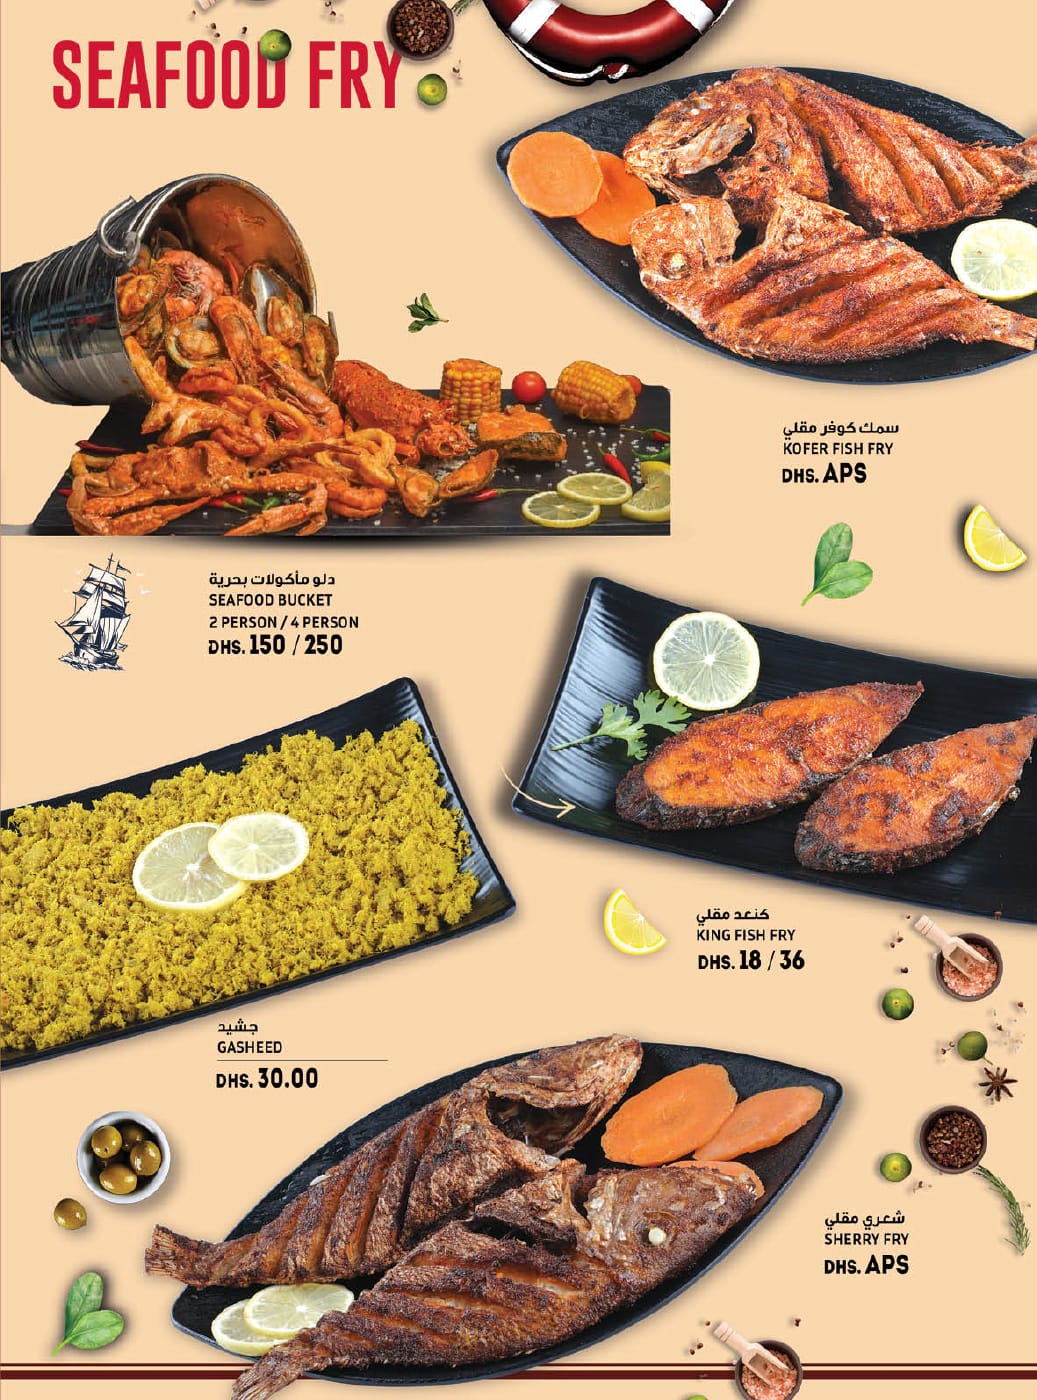 SEAFOOD FRY
سمك كوفر مقلي
KOFER FISH FRY
DHS. APS
دلو مأكولات بحرية
SEAFOOD BUCKET
2 PERSON / 4 PERSON
DHS. 150 / 250
كنعد مقلي
KING FISH FRY
DHS. 18 / 36
جشيد
GASHEED
DHS. 30.00
شعري مقلي
SHERRY FRY
DHS. APS